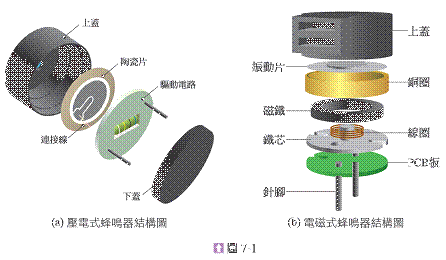 上蓋
陶瓷片
驅動電路
連接線
下蓋
(a) 壓電式蜂鳴器結構圖
上蓋
振動片
銅圈
磁鐵
線圈
鐵芯
PCB板
針腳
(b) 電磁式蜂鳴器結構圖
圖 7-1